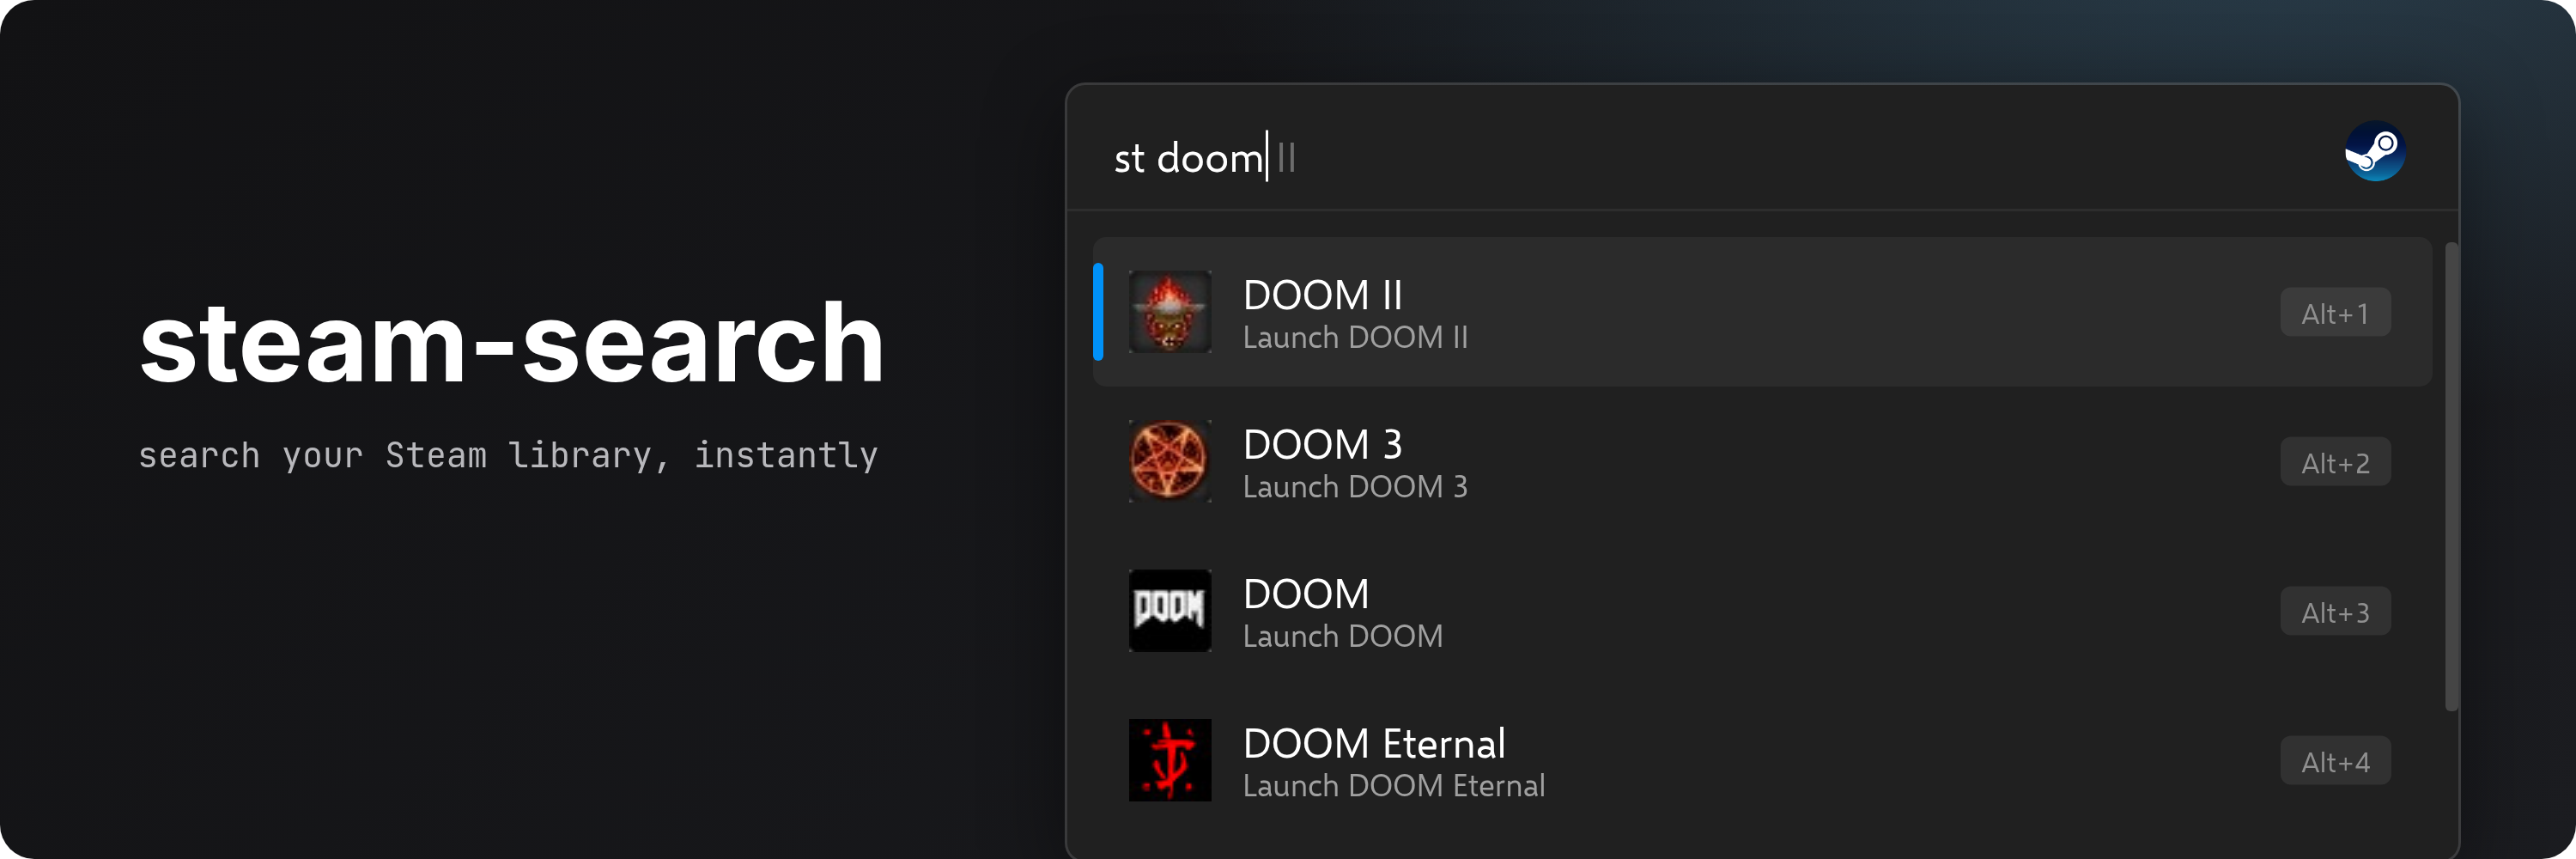 steam-search
search your Steam library, instantly
st doom II
DOOM II
Launch DOOM II
Alt+1
DOOM 3
Launch DOOM 3
Alt+2
DOOM
DOOM
Launch DOOM
Alt+3
DOOM Eternal
Launch DOOM Eternal
Alt+4